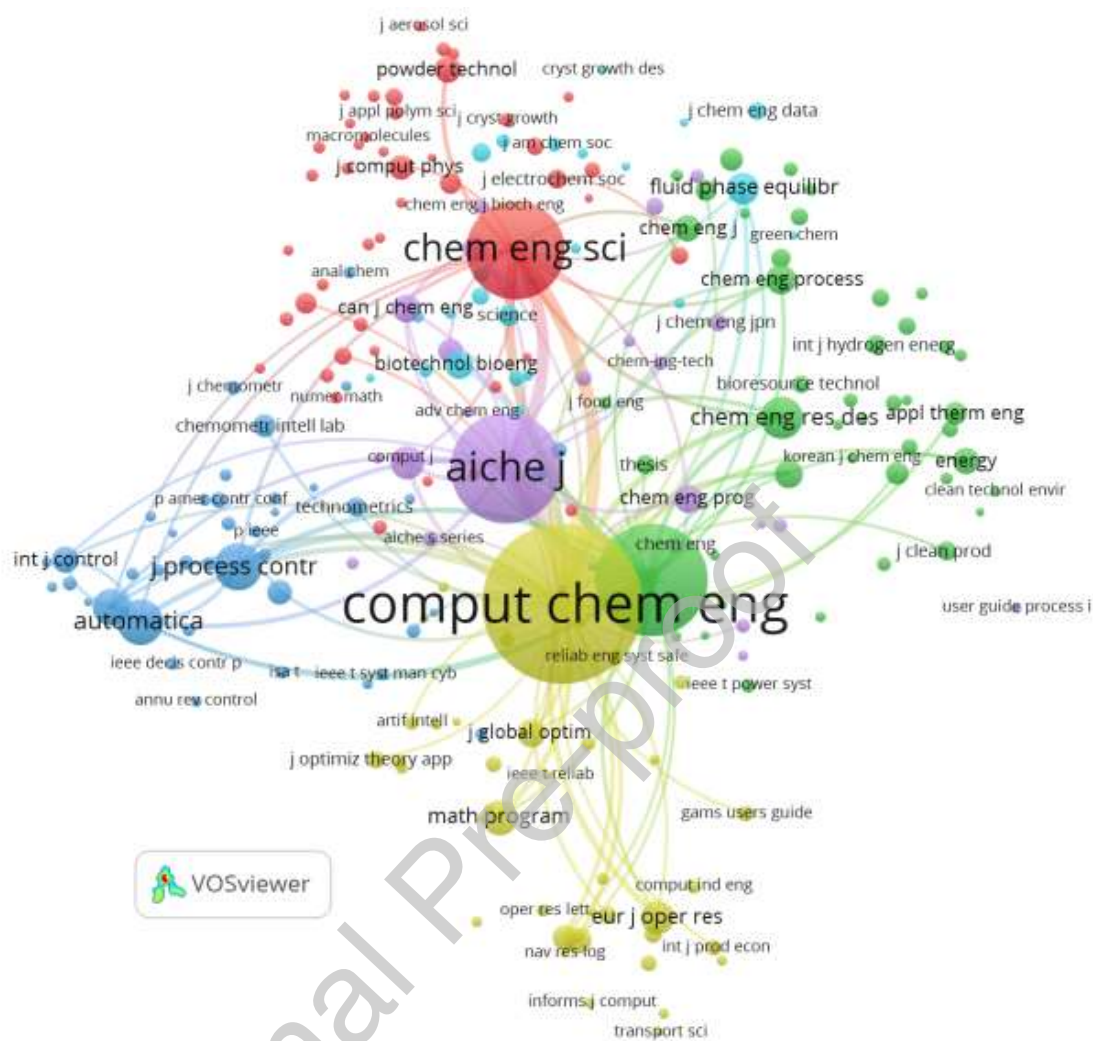 j aerosol sci
powder technol
cryst growth des
j appl polym sci
j cryst growth
j chem eng data
macromolecules
j am chem soc
j comput phys
j electrochem soc
fluid phase equilibr
chem eng j bioch eng
chem eng j
green chem
chem eng sci
anal chem
chem eng process
can j chem eng
science
j chem eng jpn
int j hydrogen energ
biotechnol bioeng
chem-ing-tech
bioresource technol
j chemometr
numer math
adv chem eng
j food eng
chem eng res des
appl therm eng
chemometr intell lab
comput j
aiche j
thesis
korean j chem eng
energy
p amer contr conf
technometrics
chem eng prog
clean technol envir
p ieee
aiche s series
chem eng
j clean prod
int j control
j process contr
comput chem eng
user guide process i
automatica
ieee decis contr p
isa t
ieee t syst man cyb
reliab eng syst safe
ieee t power syst
annu rev control
artif intell
j global optim
j optimiz theory app
ieee t reliab
math program
gams users guide
VOSviewer
comput ind eng
oper res lett
eur j oper res
nav res log
int j prod econ
informs j comput
transport sci
nal Pre-proof